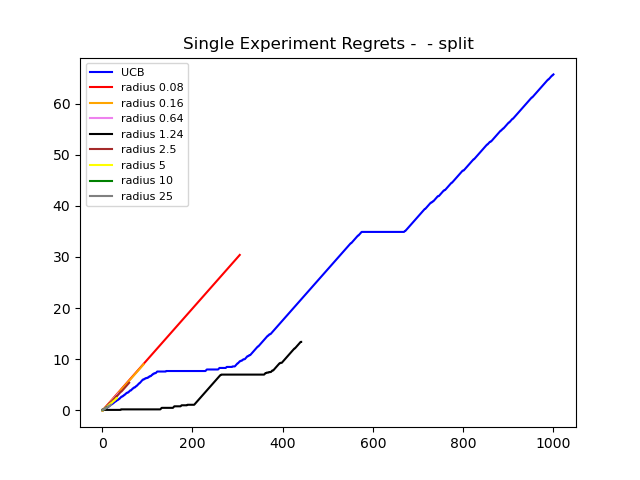 Single Experiment Regrets -  - split
UCB
radius 0.08
radius 0.16
radius 0.64
radius 1.24
radius 2.5
radius 5
radius 10
radius 25
60
50
40
30
20
10
0
0 200 400 600 800 1000